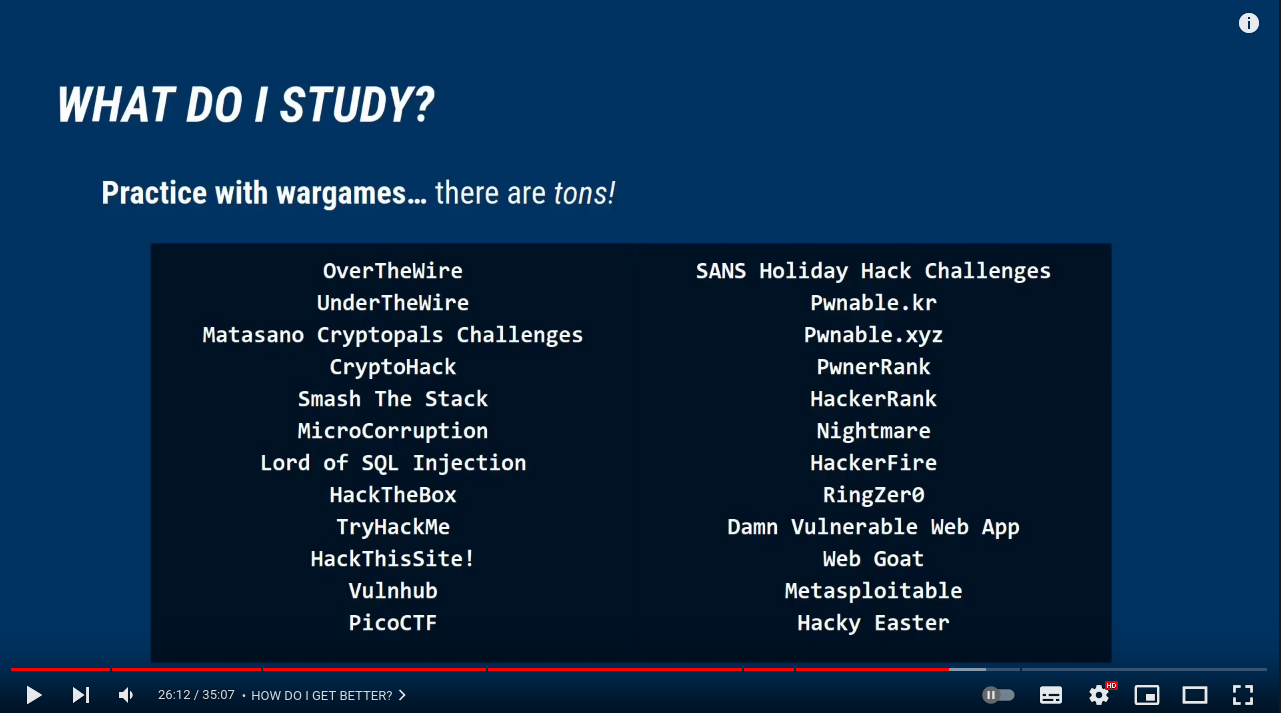 WHAT DO I STUDY?
Practice with wargames… there are tons!
OverTheWire
UnderTheWire
Matasano Cryptopals Challenges
CryptoHack
Smash The Stack
MicroCorruption
Lord of SQL Injection
HackTheBox
TryHackMe
HackThisSite!
Vulnhub
PicoCTF
SANS Holiday Hack Challenges
Pwnable.kr
Pwnable.xyz
PwnerRank
HackerRank
Nightmare
HackerFire
RingZer0
Damn Vulnerable Web App
Web Goat
Metasploitable
Hacky Easter
26:12 / 35:07 • HOW DO I GET BETTER?
HD